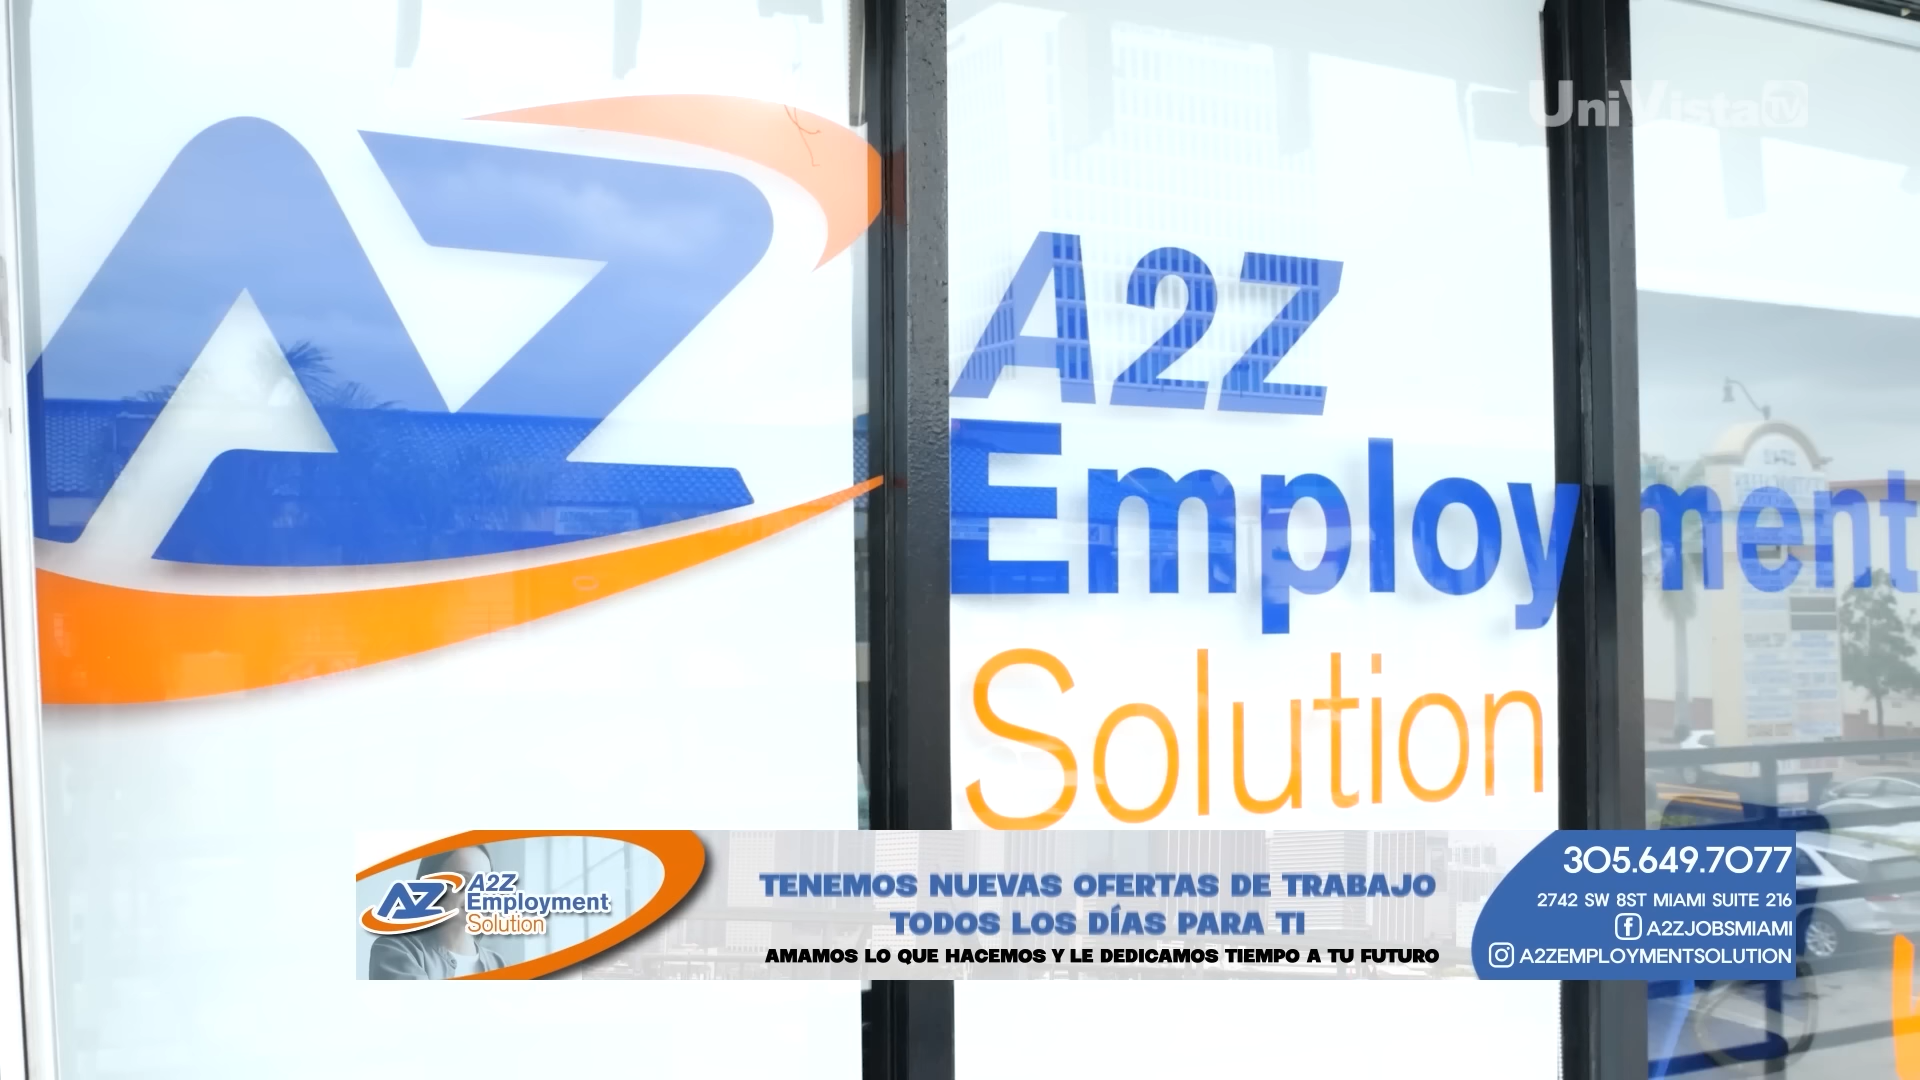 UniVista TV
AZ
A2Z
Employment
Solution
AZ
A2Z
Employment
Solution
TENEMOS NUEVAS OFERTAS DE TRABAJO
TODOS LOS DÍAS PARA TI
AMAMOS LO QUE HACEMOS Y LE DEDICAMOS TIEMPO A TU FUTURO
305.649.7077
2742 SW 8ST MIAMI SUITE 216
A2ZJOBSMIAMI
A2ZEMPLOYMENTSOLUTION